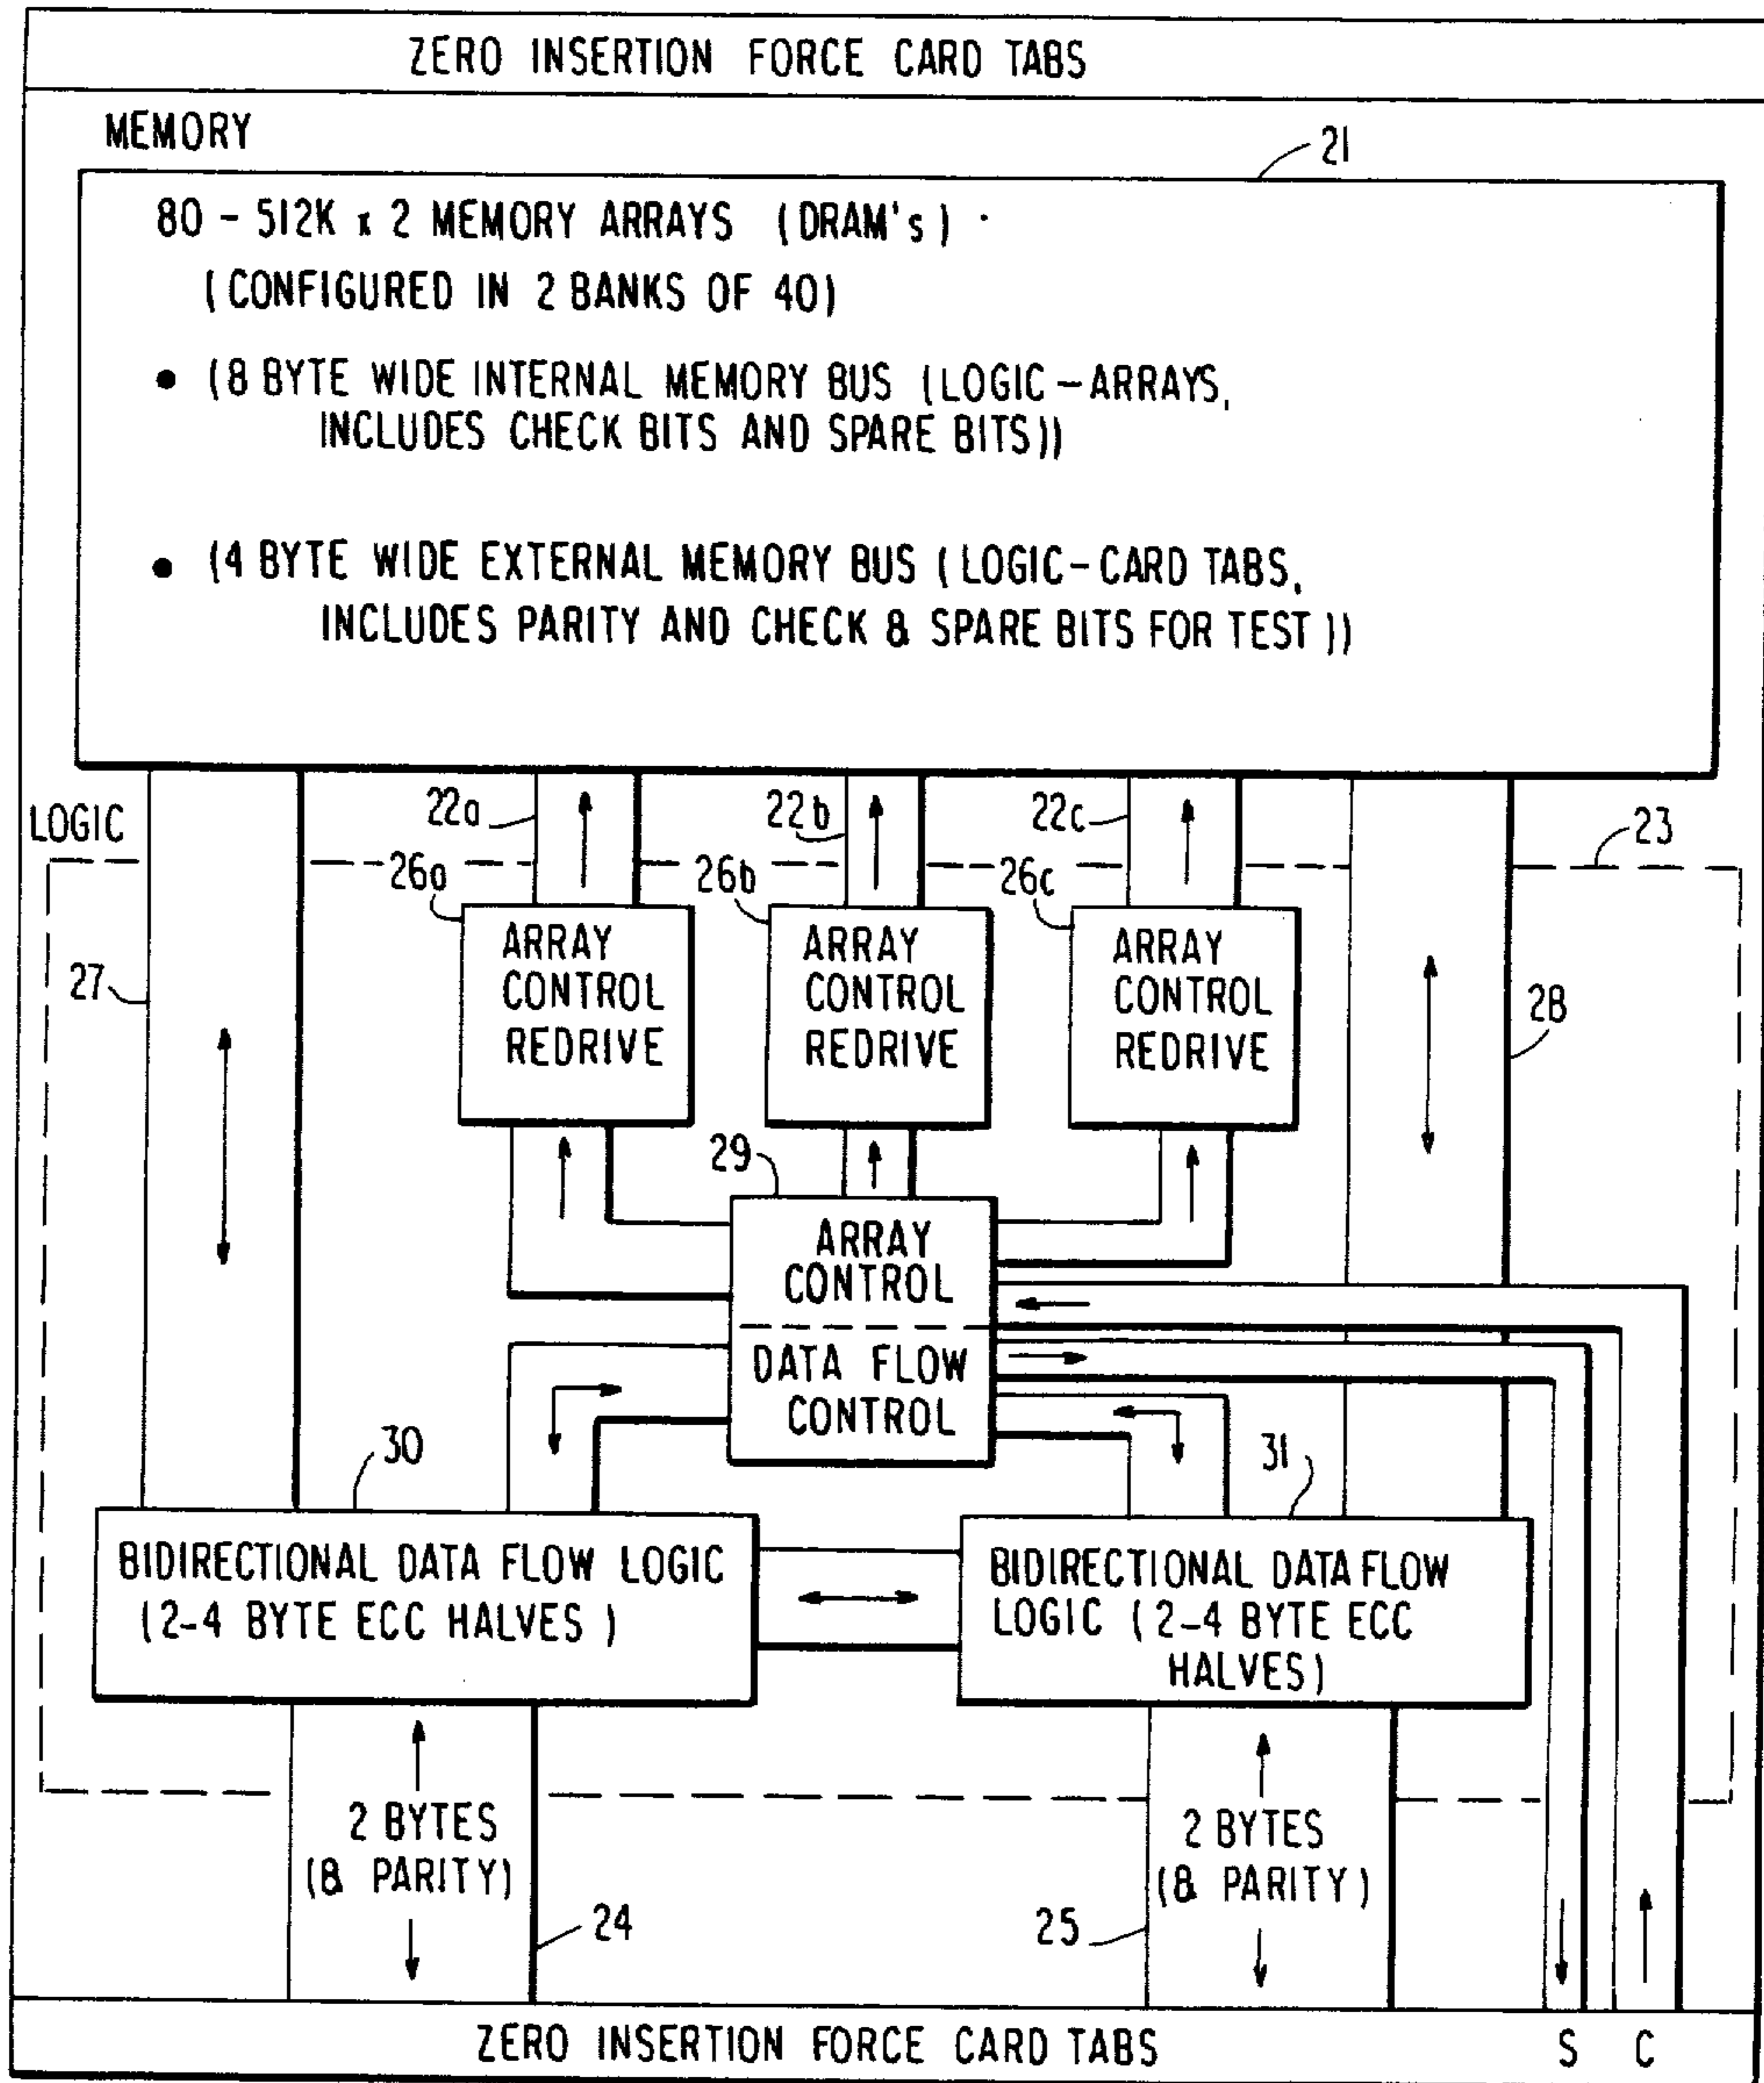 ZERO INSERTION FORCE CARD TABS
MEMORY
21
80 - 512K x 2 MEMORY ARRAYS (DRAM's)
(CONFIGURED IN 2 BANKS OF 40)
• (8 BYTE WIDE INTERNAL MEMORY BUS (LOGIC-ARRAYS,
INCLUDES CHECK BITS AND SPARE BITS))
• (4 BYTE WIDE EXTERNAL MEMORY BUS (LOGIC-CARD TABS,
INCLUDES PARITY AND CHECK & SPARE BITS FOR TEST))
LOGIC
22a
22b
22c
23
26a
26b
26c
ARRAY
CONTROL
REDRIVE
ARRAY
CONTROL
REDRIVE
ARRAY
CONTROL
REDRIVE
27
28
29
ARRAY
CONTROL
DATA FLOW
CONTROL
30
31
BIDIRECTIONAL DATA FLOW LOGIC
(2-4 BYTE ECC HALVES)
BIDIRECTIONAL DATA FLOW
LOGIC (2-4 BYTE ECC
HALVES)
2 BYTES
(& PARITY)
24
2 BYTES
(& PARITY)
25
ZERO INSERTION FORCE CARD TABS
S
C